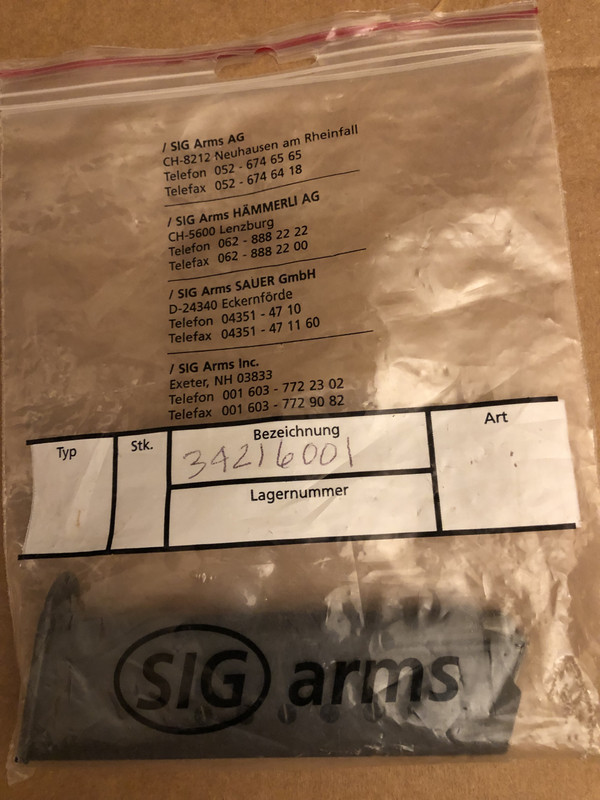 / SIG Arms AG
CH-8212 Neuhausen am Rheinfall
Telefon 052 - 674 65 65
Telefax 052 - 674 64 18
/ SIG Arms HÄMMERLI AG
CH-5600 Lenzburg
Telefon 062 - 888 22 22
Telefax 062 - 888 22 00
/ SIG Arms SAUER GmbH
D-24340 Eckernförde
Telefon 04351 - 47 10
Telefax 04351 - 47 11 60
/ SIG Arms Inc.
Exeter, NH 03833
Telefon 001 603 - 772 23 02
Telefax 001 603 - 772 90 82
Typ
Stk.
Bezeichnung
34216001
Lagernummer
Art
SIG arms